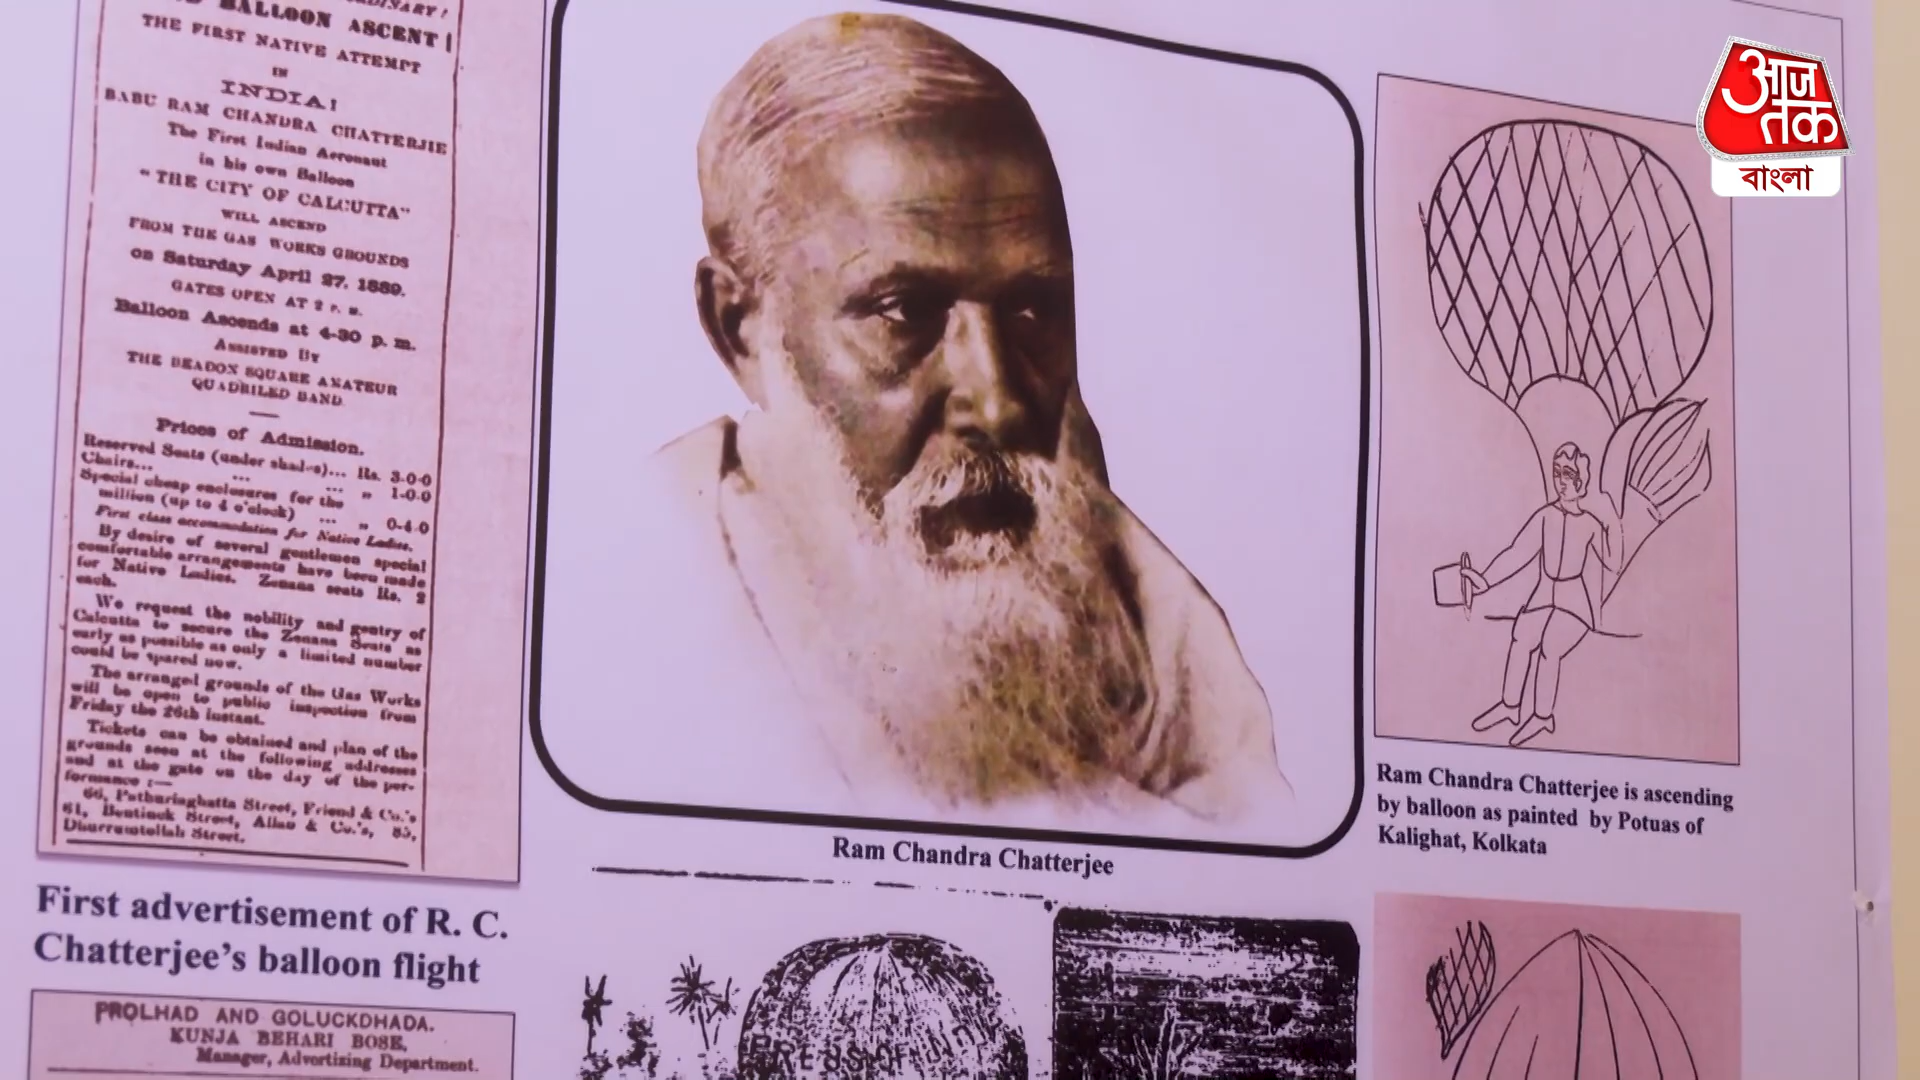 BALLOON ASCENT!
THE FIRST NATIVE ATTEMPT
IN
INDIA!
BABU RAM CHANDRA CHATTERJIE
The First Indian Aeronaut
in his own Balloon
"THE CITY OF CALCUTTA"
WILL ASCEND
FROM THE GAS WORKS GROUNDS
on Saturday April 27, 1889.
GATES OPEN AT 2 P. M.
Balloon Ascends at 4-30 p. m.
ASSISTED BY
THE BEADON SQUARE AMATEUR
QUADRILED BAND.
Prices of Admission.
Reserved Seats (under shades)... Rs. 3-0-0
Chairs... ... ... „ 1-0-0
Special cheap enclosures for the
million (up to 4 o'clock) ... „ 0-4-0
First class accommodation for Native Ladies.
By desire of several gentlemen special
comfortable arrangements have been made
for Native Ladies. Zenana seats Rs. 2
each.
We request the nobility and gentry of
Calcutta to secure the Zenana Seats as
early as possible as only a limited number
could be spared now.
The arranged grounds of the Gas Works
will be open to public inspection from
Friday the 26th instant.
Tickets can be obtained and plan of the
grounds seen at the following addresses
and at the gate on the day of the per-
formance :—
66, Pathuriaghatta Street, Friend & Co.'s
61, Bentinck Street, Allan & Co.'s, 85,
Dhurrumtollah Street.
First advertisement of R. C.
Chatterjee's balloon flight
PROLHAD AND GOLUCKDHADA.
KUNJA BEHARI BOSE,
Manager, Advertizing Department.
Ram Chandra Chatterjee
Ram Chandra Chatterjee is ascending
by balloon as painted by Potuas of
Kalighat, Kolkata
आज
तक
বাংলা